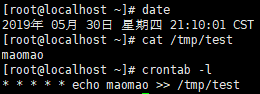 [root@localhost ~]# date
2019年 05月 30日 星期四 21:10:01 CST
[root@localhost ~]# cat /tmp/test
maomao
[root@localhost ~]# crontab -l
* * * * * echo maomao >> /tmp/test